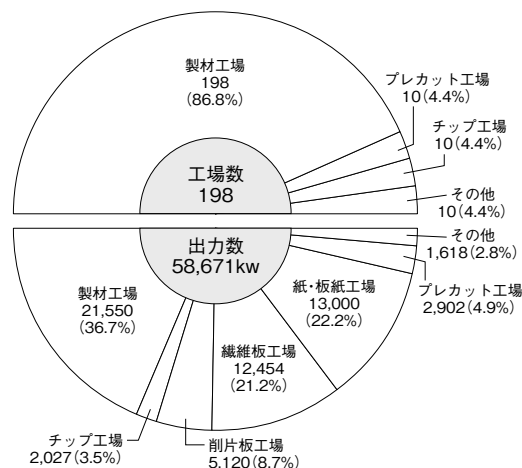 製材工場
198
(86.8%)
プレカット工場
10(4.4%)
チップ工場
10(4.4%)
その他
10(4.4%)
工場数
198
出力数
58,671kw
その他
1,618(2.8%)
プレカット工場
2,902(4.9%)
紙・板紙工場
13,000
(22.2%)
繊維板工場
12,454
(21.2%)
削片板工場
5,120(8.7%)
チップ工場
2,027(3.5%)
製材工場
21,550
(36.7%)